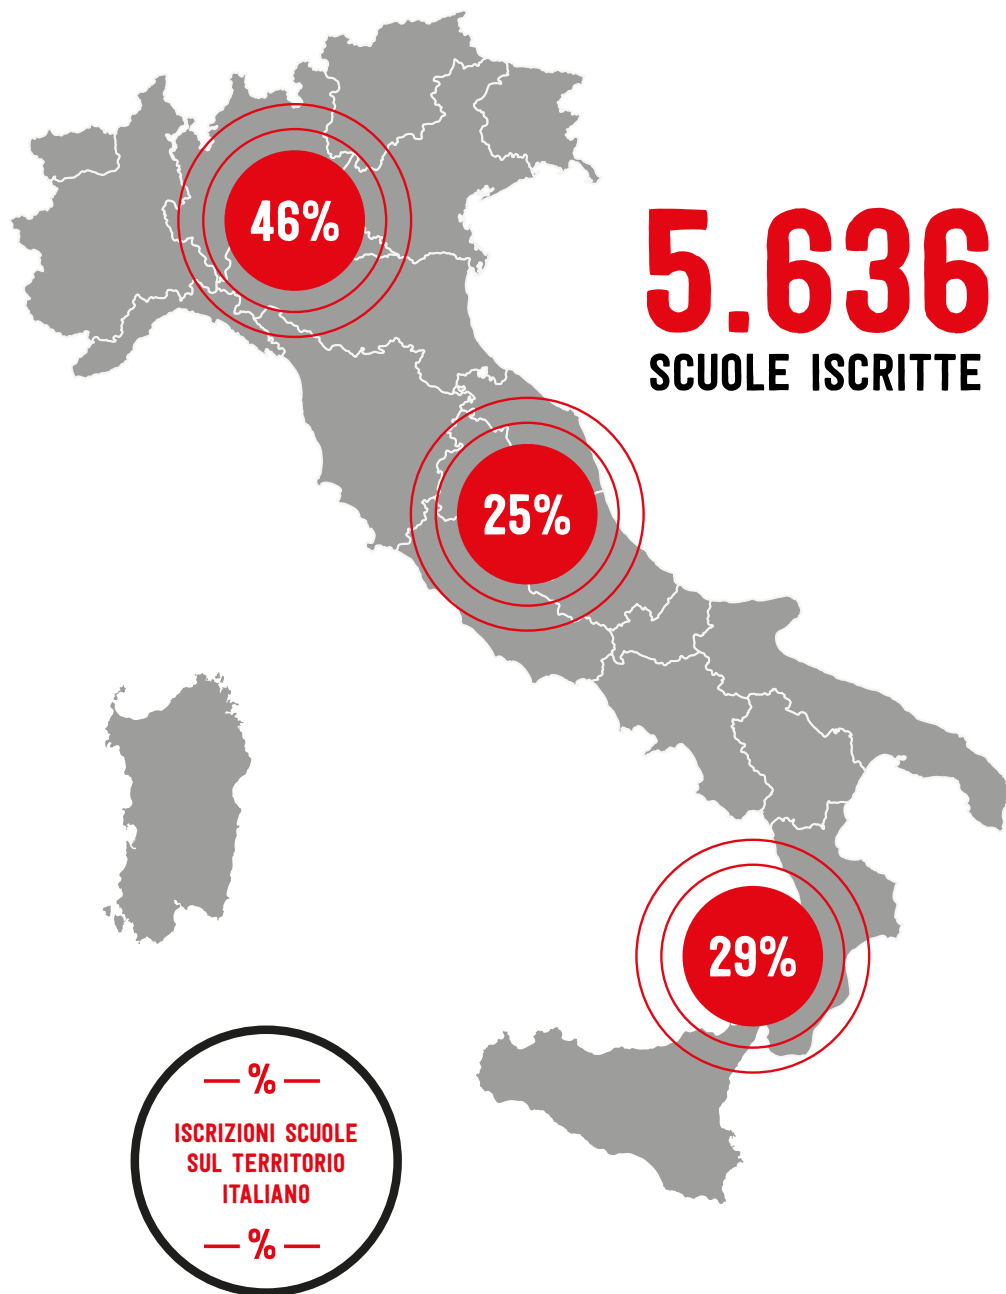 46%
5.636
SCUOLE ISCRITTE
25%
29%
%
ISCRIZIONI SCUOLE
SUL TERRITORIO
ITALIANO
%